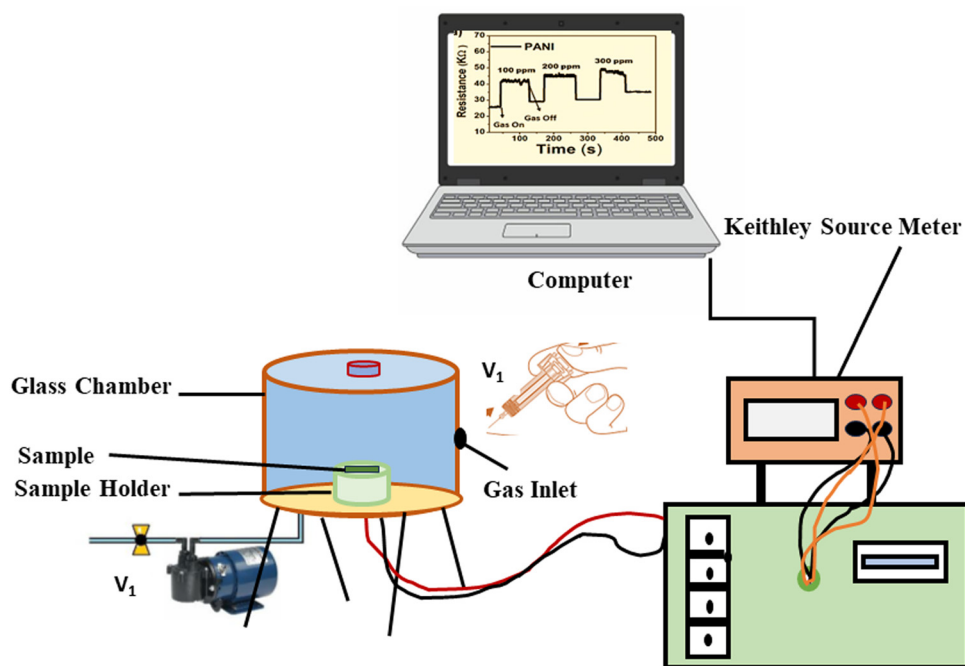 PANI
100 ppm
200 ppm
300 ppm
Gas On
Gas Off
Resistance (KΩ)
70
60
50
40
30
20
10
100
200
300
400
500
Time (s)
Keithley Source Meter
Computer
Glass Chamber
V1
Sample
Sample Holder
Gas Inlet
V1